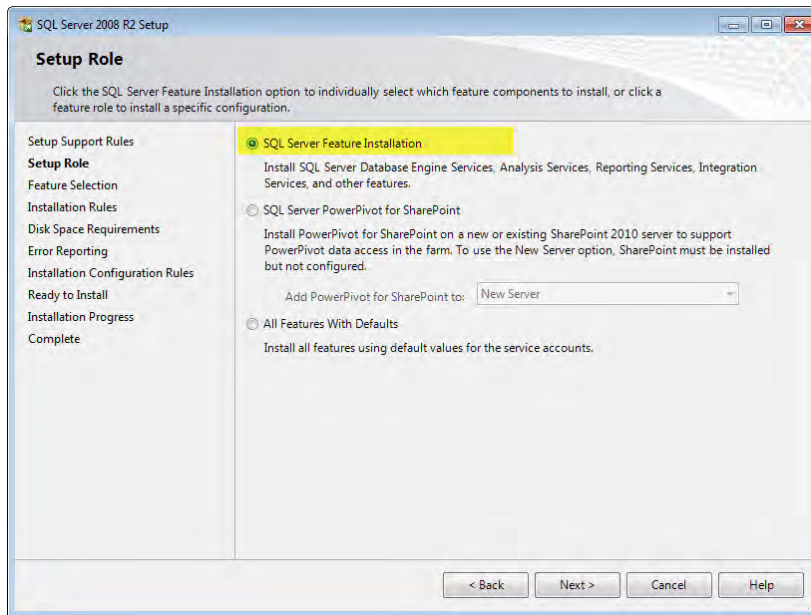 SQL Server 2008 R2 Setup
Setup Role
Click the SQL Server Feature Installation option to individually select which feature components to install, or click a
feature role to install a specific configuration.
Setup Support Rules
Setup Role
Feature Selection
Installation Rules
Disk Space Requirements
Error Reporting
Installation Configuration Rules
Ready to Install
Installation Progress
Complete
SQL Server Feature Installation
Install SQL Server Database Engine Services, Analysis Services, Reporting Services, Integration
Services, and other features.
SQL Server PowerPivot for SharePoint
Install PowerPivot for SharePoint on a new or existing SharePoint 2010 server to support
PowerPivot data access in the farm. To use the New Server option, SharePoint must be installed
but not configured.
Add PowerPivot for SharePoint to: New Server
All Features With Defaults
Install all features using default values for the service accounts.
< Back Next > Cancel Help